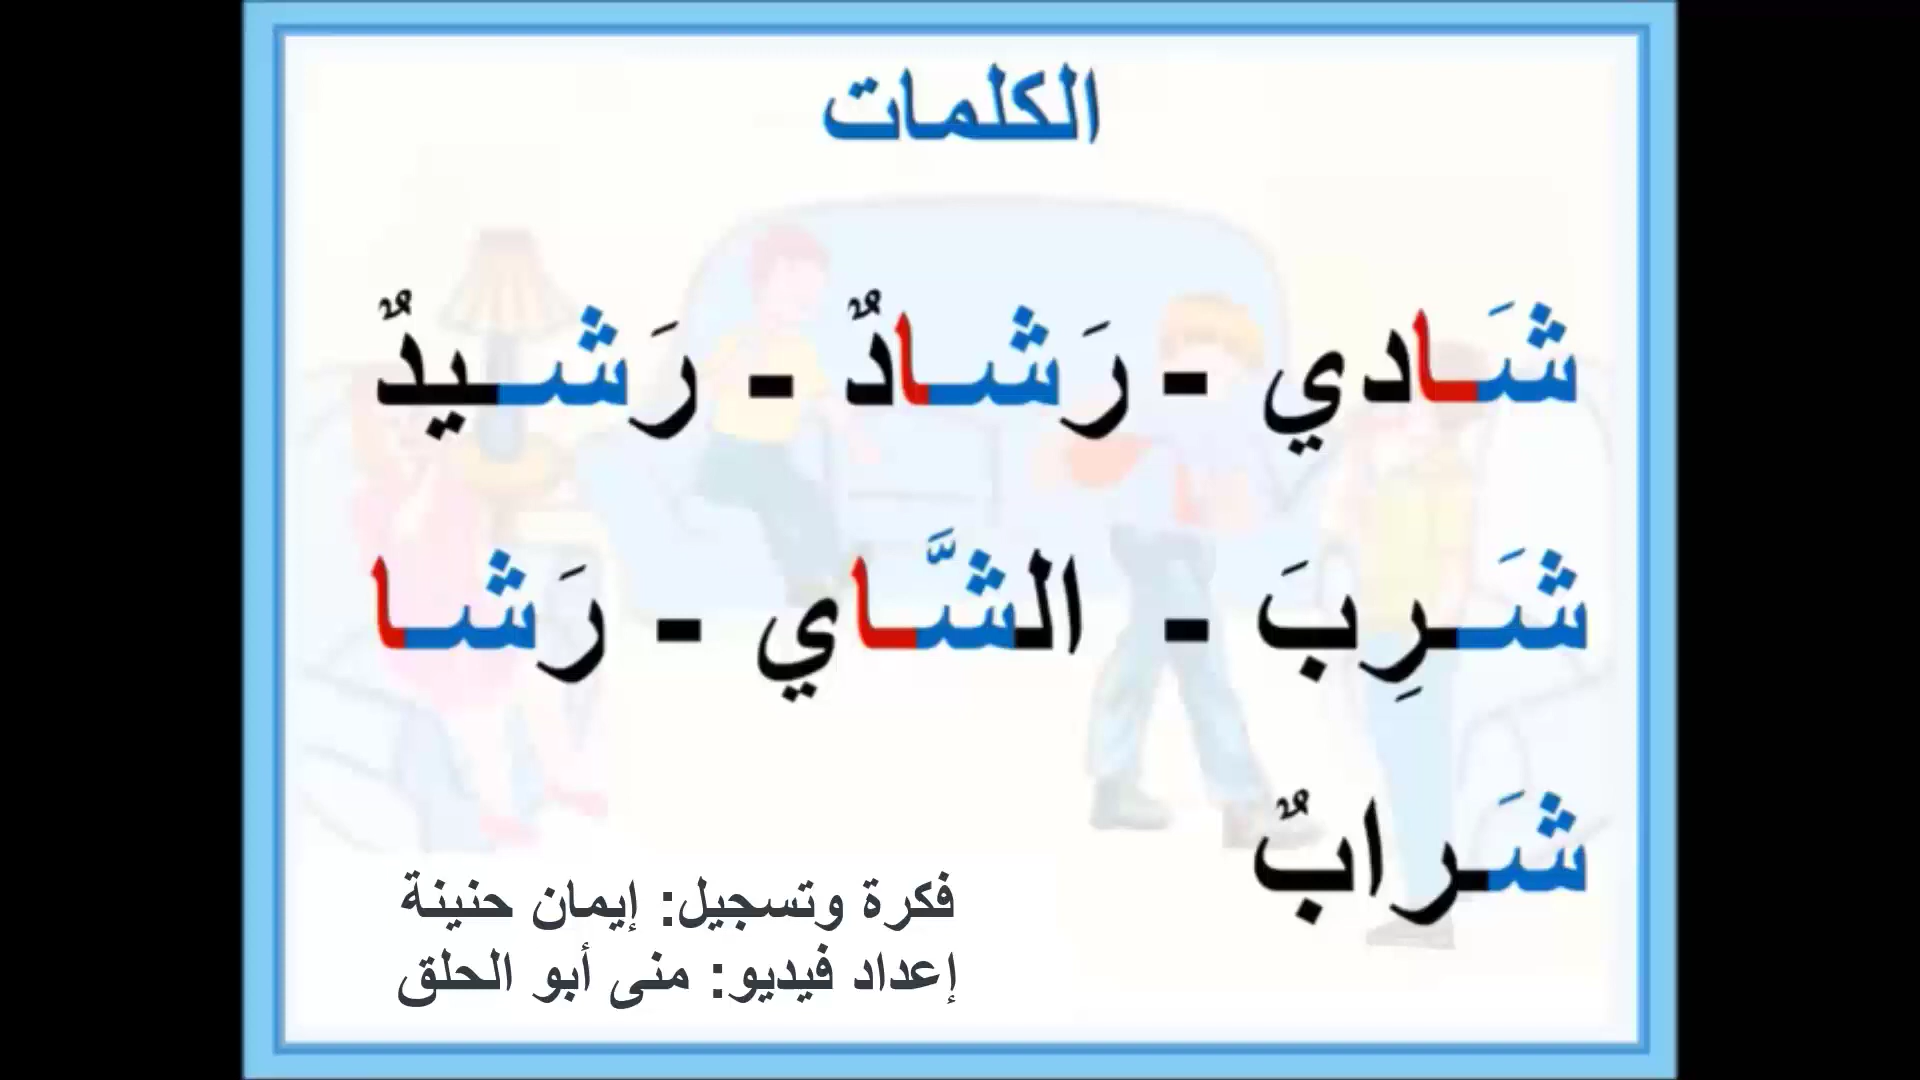 الكلمات
شَادي - رَشادٌ - رَشيدٌ
شَرِبَ - الشَّاي - رَشا
شَرابٌ
فكرة وتسجيل: إيمان حنينة
إعداد فيديو: منى أبو الحلق